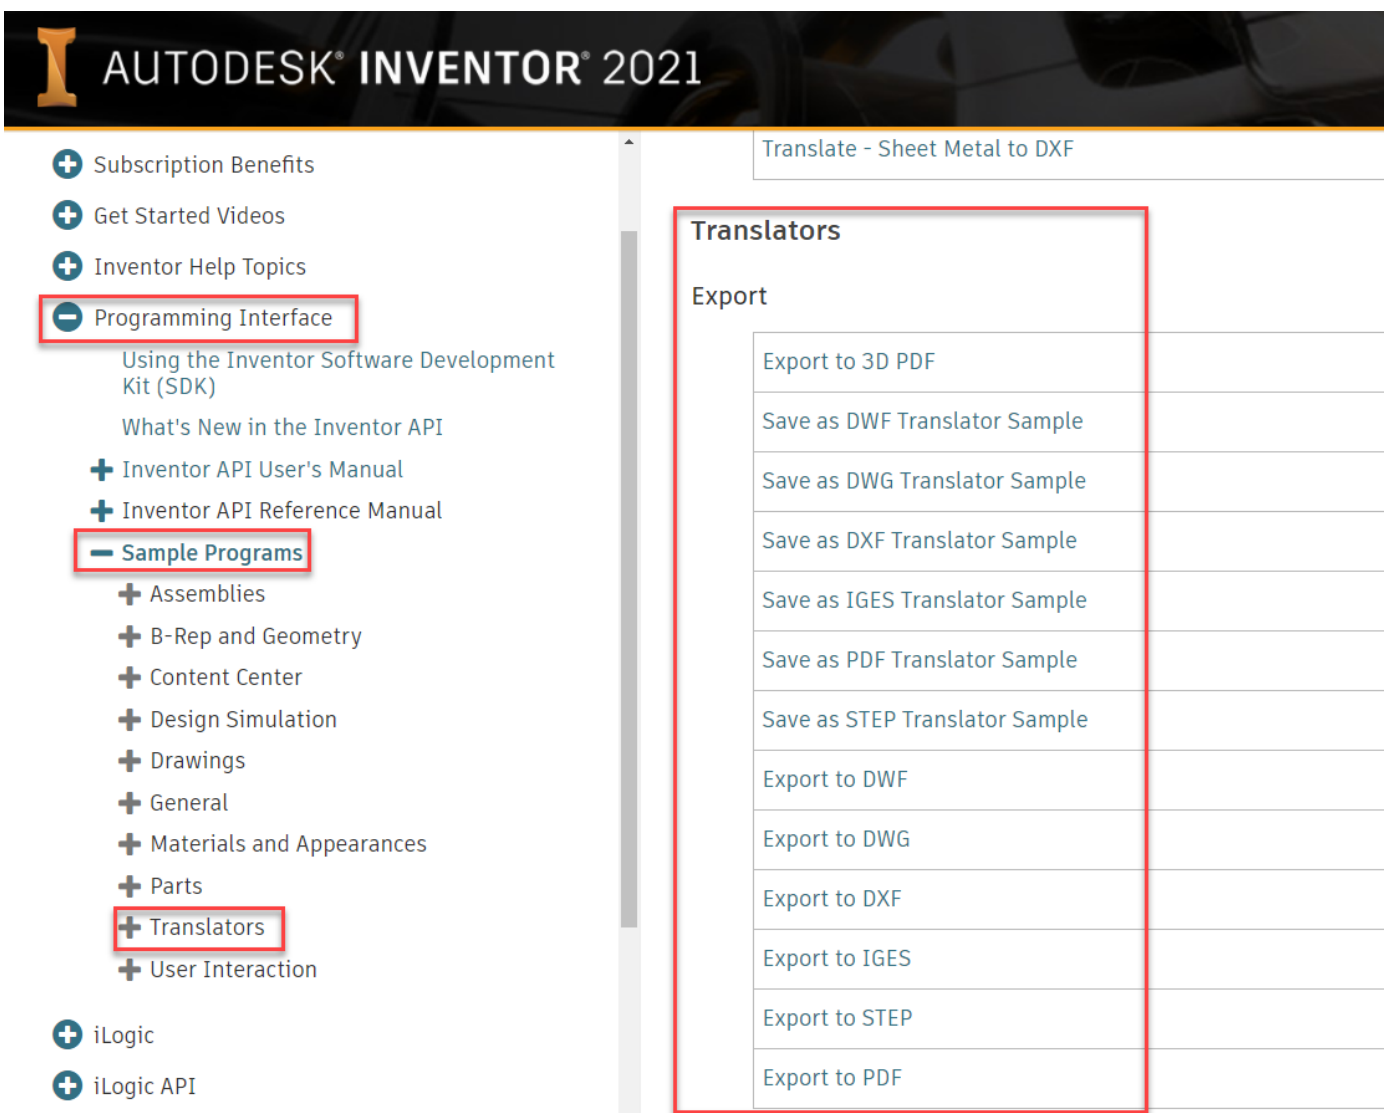 AUTODESK® INVENTOR® 2021
Subscription Benefits
Get Started Videos
Inventor Help Topics
Programming Interface
Using the Inventor Software Development
Kit (SDK)
What's New in the Inventor API
Inventor API User's Manual
Inventor API Reference Manual
Sample Programs
Assemblies
B-Rep and Geometry
Content Center
Design Simulation
Drawings
General
Materials and Appearances
Parts
Translators
User Interaction
iLogic
iLogic API
Translate - Sheet Metal to DXF
Translators
Export
Export to 3D PDF
Save as DWF Translator Sample
Save as DWG Translator Sample
Save as DXF Translator Sample
Save as IGES Translator Sample
Save as PDF Translator Sample
Save as STEP Translator Sample
Export to DWF
Export to DWG
Export to DXF
Export to IGES
Export to STEP
Export to PDF